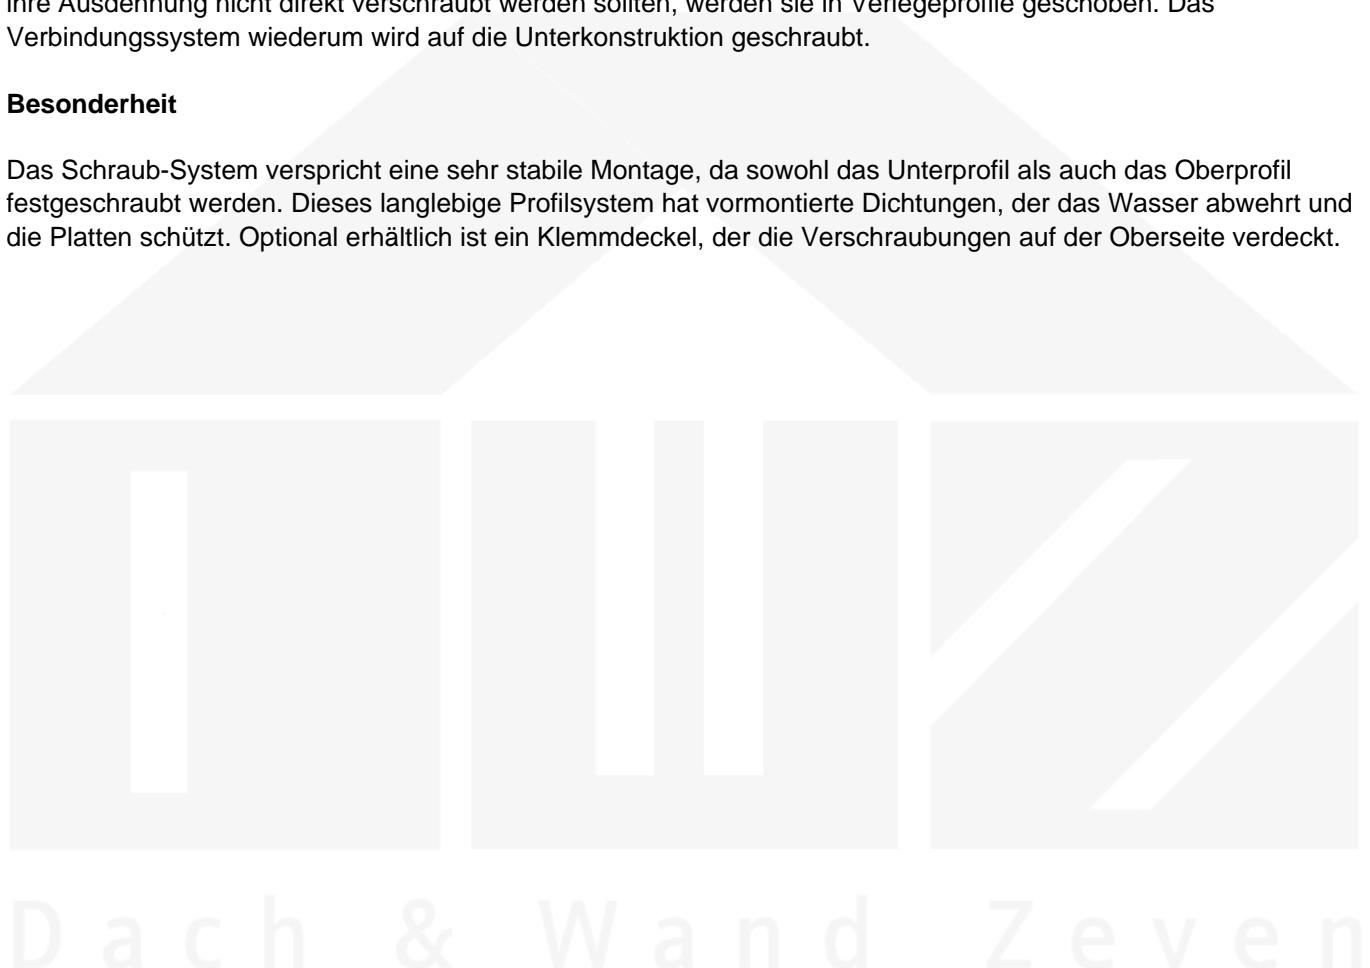 ihre Ausdehnung nicht direkt verschraubt werden sollten, werden sie in Verlegeprofile geschoben. Das
Verbindungssystem wiederum wird auf die Unterkonstruktion geschraubt.
Besonderheit
Das Schraub-System verspricht eine sehr stabile Montage, da sowohl das Unterprofil als auch das Oberprofil
festgeschraubt werden. Dieses langlebige Profilsystem hat vormontierte Dichtungen, der das Wasser abwehrt und
die Platten schützt. Optional erhältlich ist ein Klemmdeckel, der die Verschraubungen auf der Oberseite verdeckt.
Dach & Wand Zeven